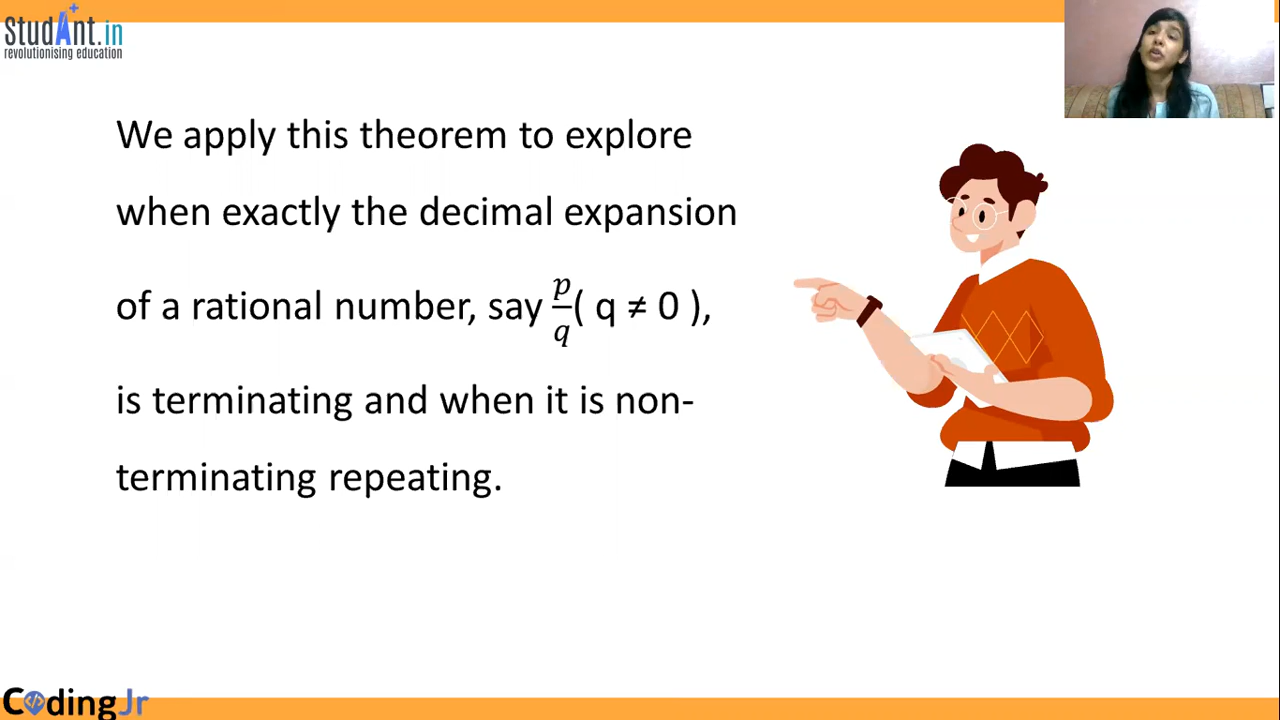 StudAnt.in
revolutionising education
We apply this theorem to explore
when exactly the decimal expansion
of a rational number, say p/q( q ≠ 0 ),
is terminating and when it is non-
terminating repeating.
CodingJr